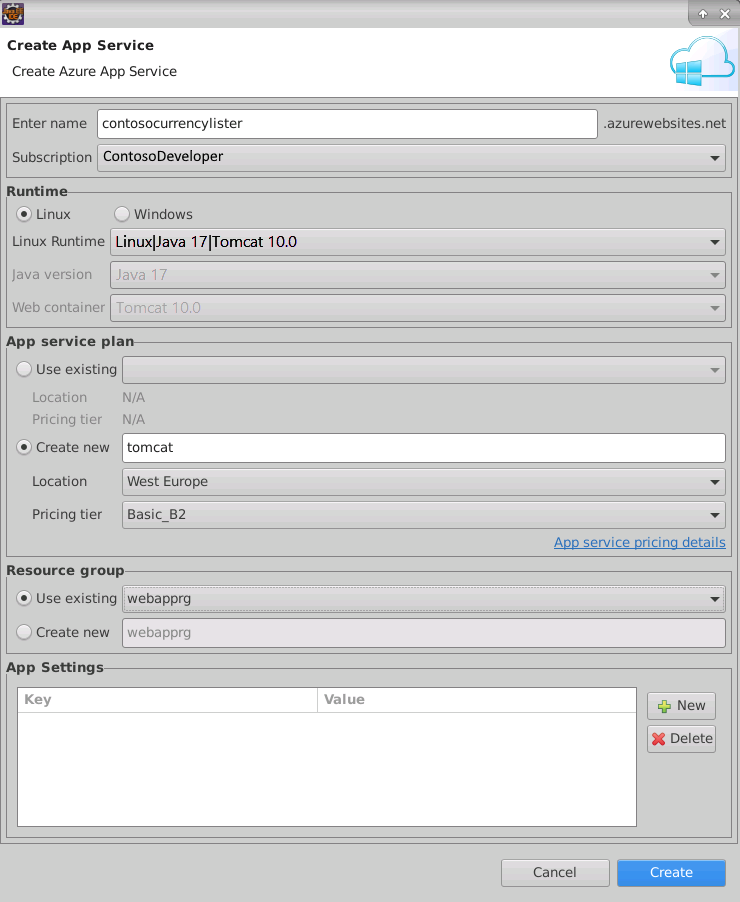 Create App Service
Create Azure App Service
Enter name contosocurrencylister .azurewebsites.net
Subscription ContosoDeveloper
Runtime
Linux Windows
Linux Runtime Linux|Java 17|Tomcat 10.0
Java version Java 17
Web container Tomcat 10.0
App service plan
Use existing
Location N/A
Pricing tier N/A
Create new tomcat
Location West Europe
Pricing tier Basic_B2
App service pricing details
Resource group
Use existing webapprg
Create new webapprg
App Settings
Key Value
New
Delete
Cancel Create